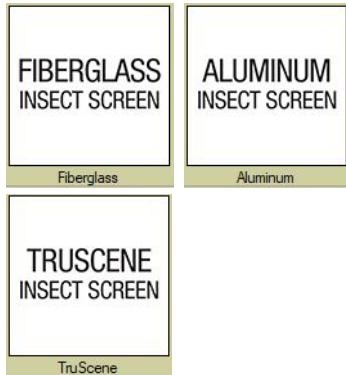 FIBERGLASS
INSECT SCREEN
Fiberglass
ALUMINUM
INSECT SCREEN
Aluminum
TRUSCENE
INSECT SCREEN
TruScene